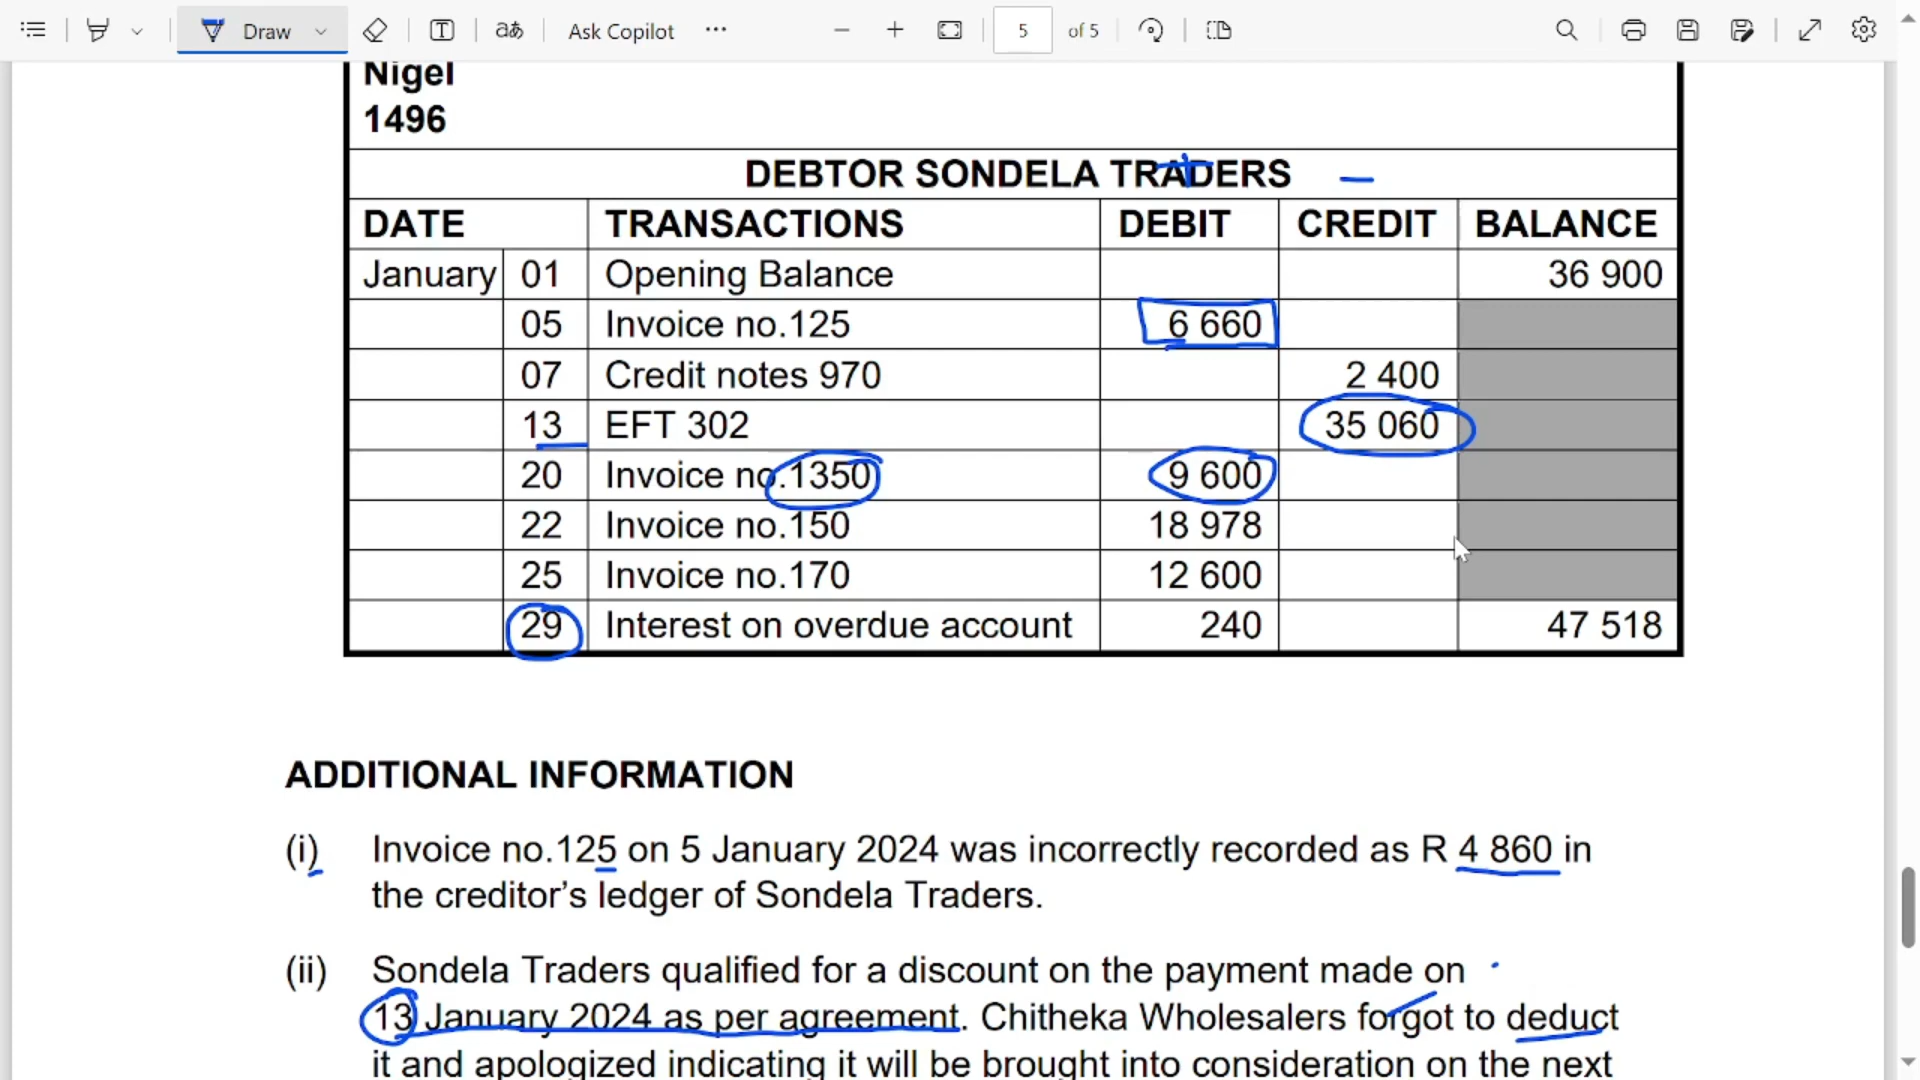 Draw
T
aあ
Ask Copilot
5
of 5
Nigel
1496
DEBTOR SONDELA TRADERS
DATE TRANSACTIONS DEBIT CREDIT BALANCE
January 01 Opening Balance 36 900
05 Invoice no.125 6 660
07 Credit notes 970 2 400
13 EFT 302 35 060
20 Invoice no.1350 9 600
22 Invoice no.150 18 978
25 Invoice no.170 12 600
29 Interest on overdue account 240 47 518
ADDITIONAL INFORMATION
(i) Invoice no.125 on 5 January 2024 was incorrectly recorded as R 4 860 in
the creditor’s ledger of Sondela Traders.
(ii) Sondela Traders qualified for a discount on the payment made on
13 January 2024 as per agreement. Chitheka Wholesalers forgot to deduct
it and apologized indicating it will be brought into consideration on the next